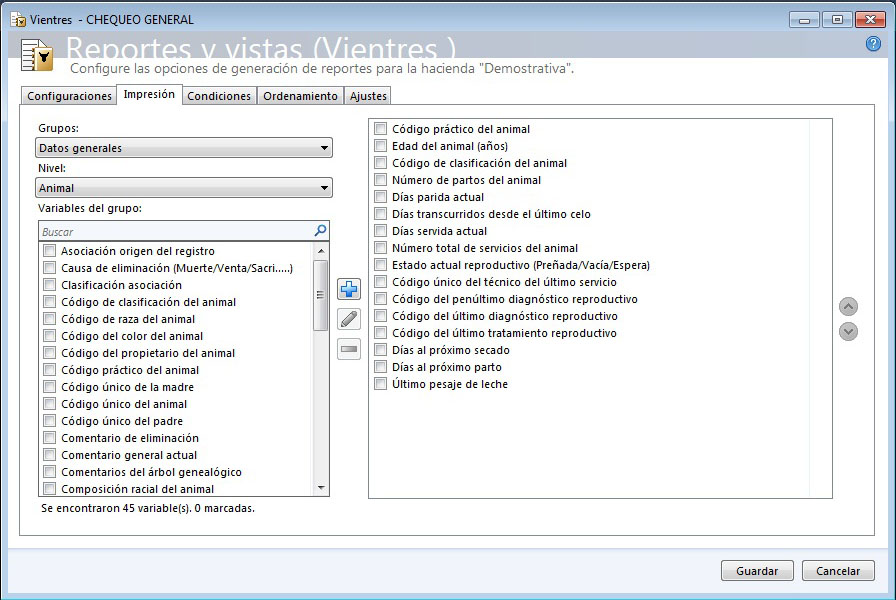 Vientres - CHEQUEO GENERAL
Reportes y vistas (Vientres )
Configure las opciones de generación de reportes para la hacienda "Demostrativa".
Configuraciones
Impresión
Condiciones
Ordenamiento
Ajustes
Grupos:
Datos generales
Nivel:
Animal
Variables del grupo:
Buscar
Asociación origen del registro
Causa de eliminación (Muerte/Venta/Sacri.....)
Clasificación asociación
Código de clasificación del animal
Código de raza del animal
Código del color del animal
Código del propietario del animal
Código práctico del animal
Código único de la madre
Código único del animal
Código único del padre
Comentario de eliminación
Comentario general actual
Comentarios del árbol genealógico
Composición racial del animal
Se encontraron 45 variable(s). 0 marcadas.
Código práctico del animal
Edad del animal (años)
Código de clasificación del animal
Número de partos del animal
Días parida actual
Días transcurridos desde el último celo
Días servida actual
Número total de servicios del animal
Estado actual reproductivo (Preñada/Vacía/Espera)
Código único del técnico del último servicio
Código del penúltimo diagnóstico reproductivo
Código del último diagnóstico reproductivo
Código del último tratamiento reproductivo
Días al próximo secado
Días al próximo parto
Último pesaje de leche
Guardar
Cancelar